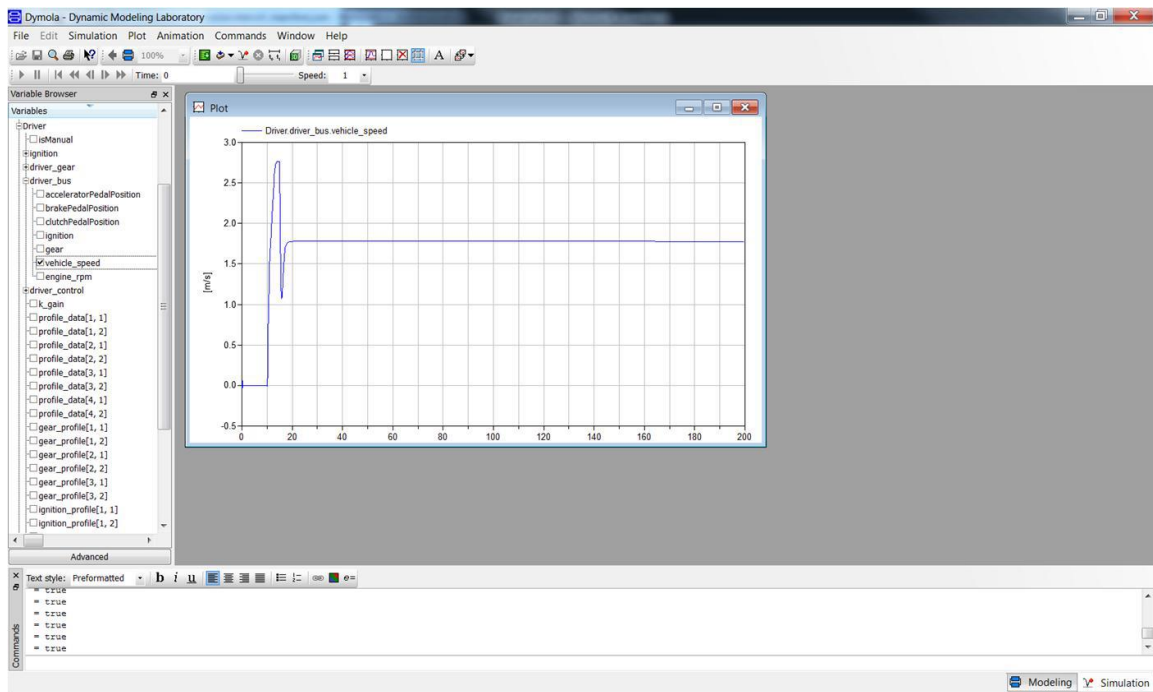 Dymola - Dynamic Modeling Laboratory
File Edit Simulation Plot Animation Commands Window Help
100%
A
Time: 0 Speed: 1
Variable Browser
Variables
Driver
isManual
ignition
driver_gear
driver_bus
acceleratorPedalPosition
brakePedalPosition
clutchPedalPosition
ignition
gear
vehicle_speed
engine_rpm
driver_control
k_gain
profile_data[1, 1]
profile_data[1, 2]
profile_data[2, 1]
profile_data[2, 2]
profile_data[3, 1]
profile_data[3, 2]
profile_data[4, 1]
profile_data[4, 2]
gear_profile[1, 1]
gear_profile[1, 2]
gear_profile[2, 1]
gear_profile[2, 2]
gear_profile[3, 1]
gear_profile[3, 2]
ignition_profile[1, 1]
ignition_profile[1, 2]
Advanced
Plot
Driver.driver_bus.vehicle_speed
3.0
2.5
2.0
1.5
1.0
0.5
0.0
-0.5
[m/s]
0 20 40 60 80 100 120 140 160 180 200
Text style: Preformatted b i u e=
Commands
= true
= true
= true
= true
= true
= true
Modeling Simulation